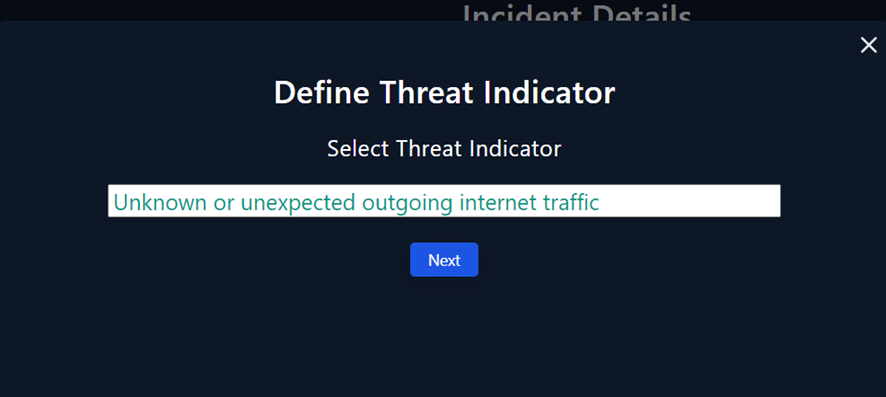 Incident Details
Define Threat Indicator
Select Threat Indicator
Unknown or unexpected outgoing internet traffic
Next